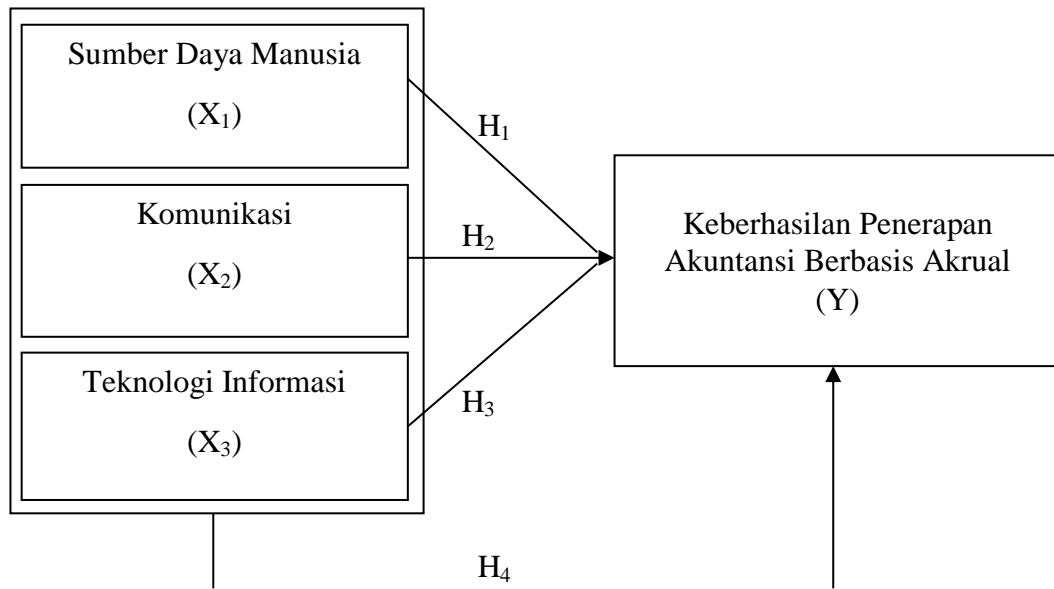 Sumber Daya Manusia
(X₁)
H₁
Komunikasi
(X₂)
H₂
Keberhasilan Penerapan
Akuntansi Berbasis Akrual
(Y)
Teknologi Informasi
(X₃)
H₃
H₄